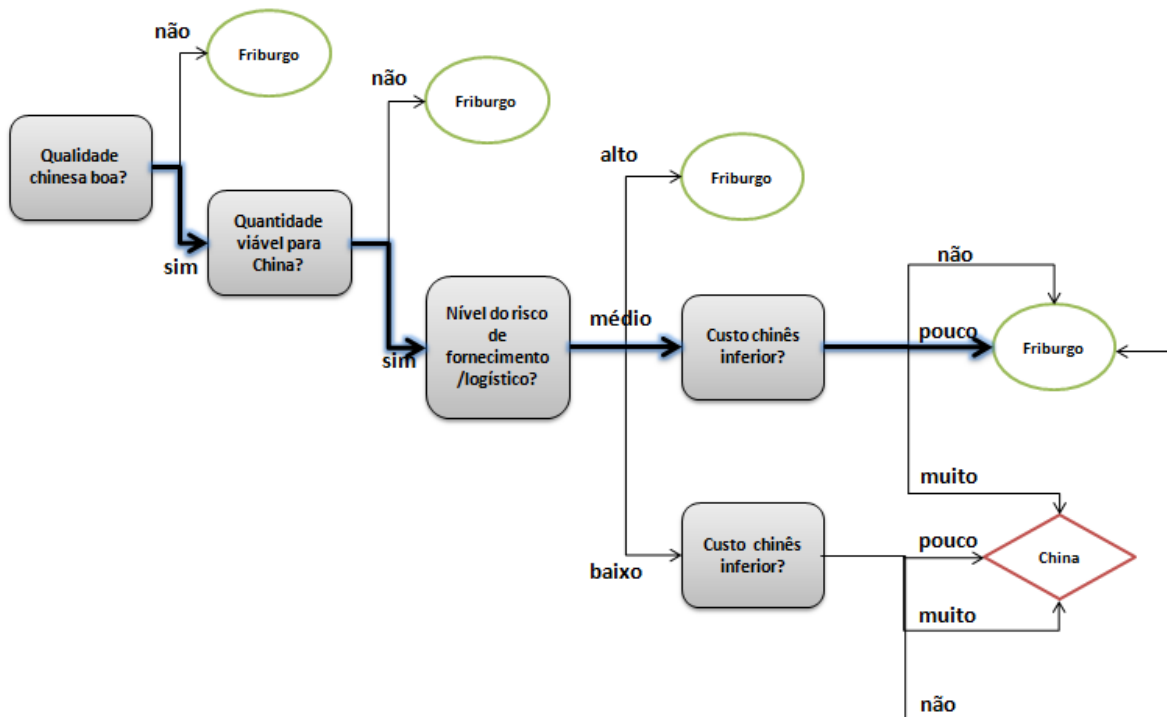 não
Friburgo
não
Friburgo
Qualidade
chinesa boa?
alto
Friburgo
Quantidade
viável para
China?
sim
não
Nível do risco
de
fornecimento
/logístico?
médio
Custo chinês
inferior?
pouco
Friburgo
sim
muito
Custo chinês
inferior?
pouco
China
baixo
muito
não